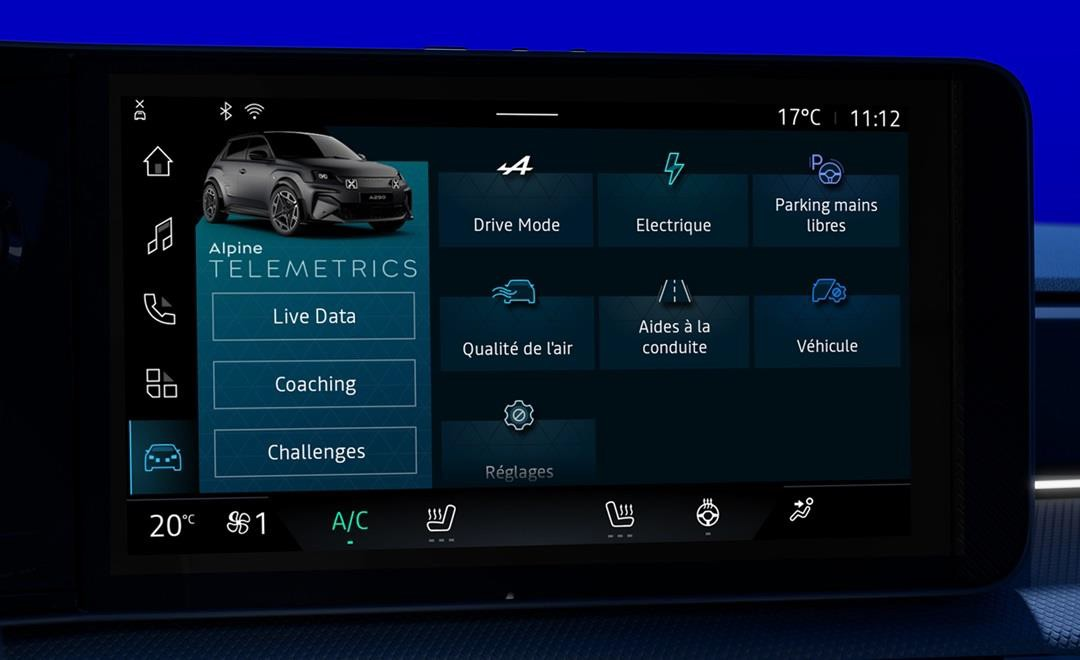 17°C 11:12
A290
Alpine
TELEMETRICS
Live Data
Coaching
Challenges
Drive Mode
Electrique
P
Parking mains
libres
Qualité de l'air
Aides à la
conduite
Véhicule
Réglages
20°C 1 A/C